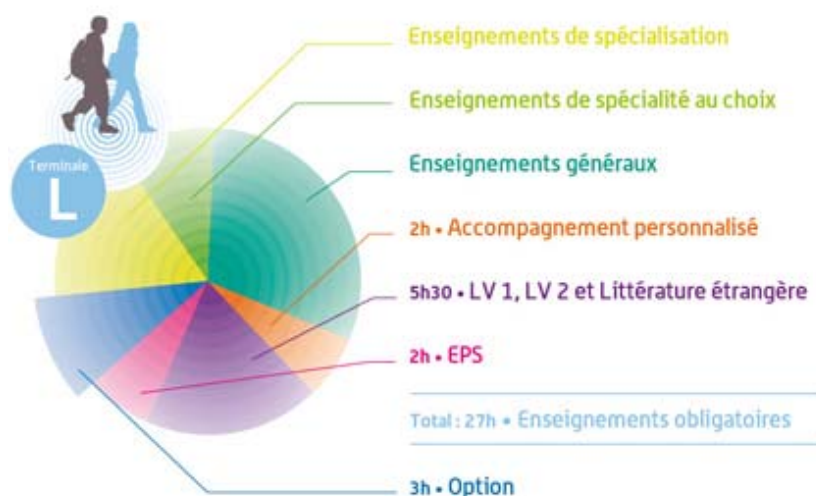 Enseignements de spécialisation
Enseignements de spécialité au choix
Terminale
L
Enseignements généraux
2h • Accompagnement personnalisé
5h30 • LV 1, LV 2 et Littérature étrangère
2h • EPS
Total : 27h • Enseignements obligatoires
3h • Option